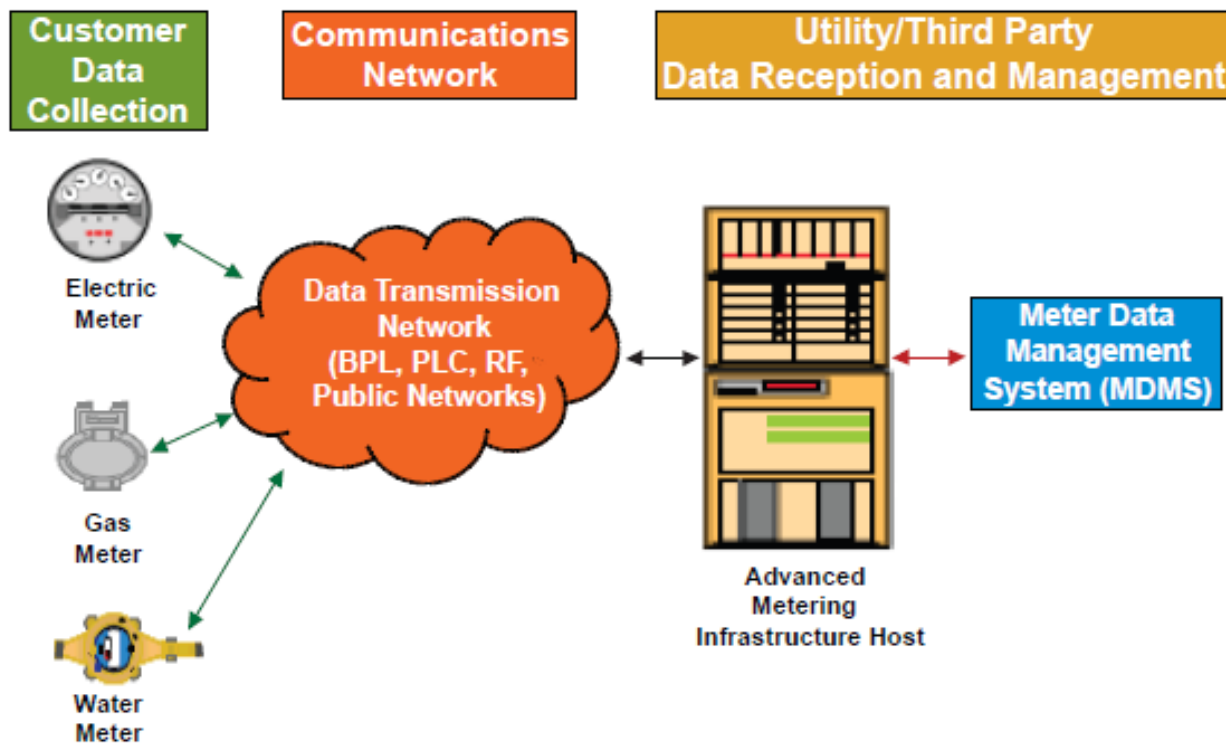 Customer
Data
Collection
Communications
Network
Utility/Third Party
Data Reception and Management
Electric
Meter
Data Transmission
Network
(BPL, PLC, RF,
Public Networks)
Meter Data
Management
System (MDMS)
Gas
Meter
Advanced
Metering
Infrastructure Host
Water
Meter